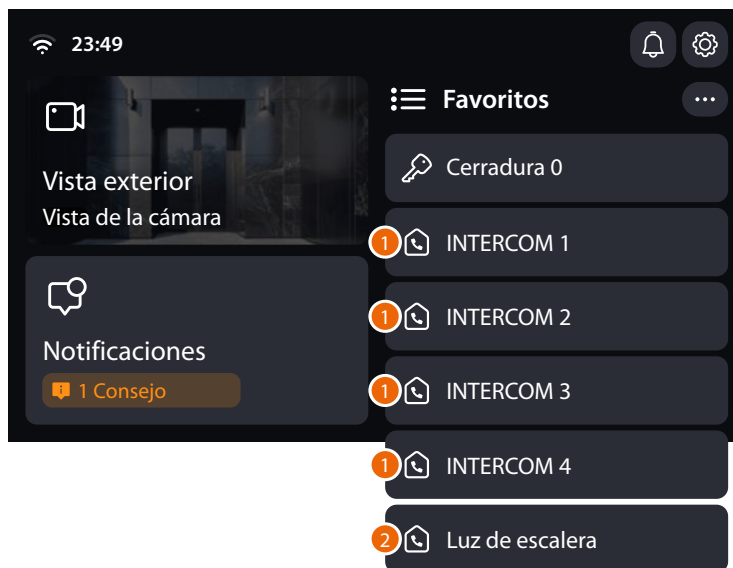 23:49
Vista exterior
Vista de la cámara
Notificaciones
1 Consejo
Favoritos
Cerradura 0
1 INTERCOM 1
1 INTERCOM 2
1 INTERCOM 3
1 INTERCOM 4
2 Luz de escalera